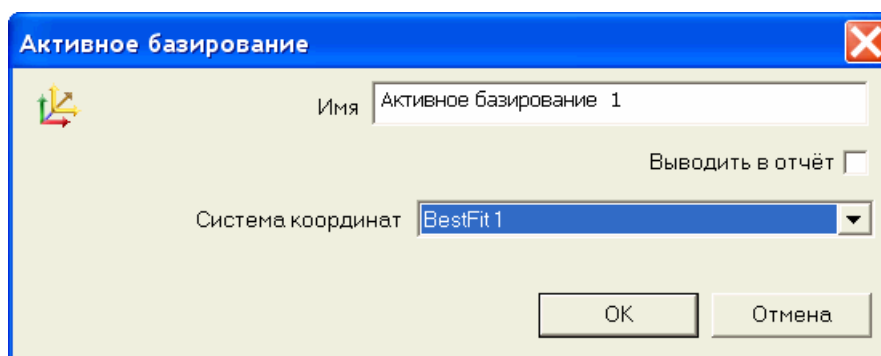 Активное базирование
Имя Активное базирование 1
Выводить в отчёт
Система координат BestFit 1
OK Отмена